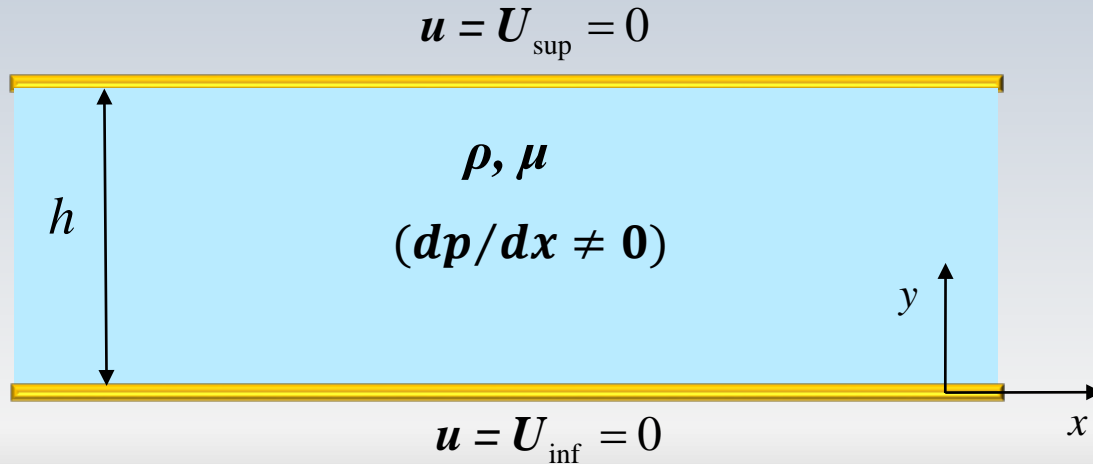 u = U_sup = 0
ρ, μ
h
(dp/dx ≠ 0)
y
x
u = U_inf = 0